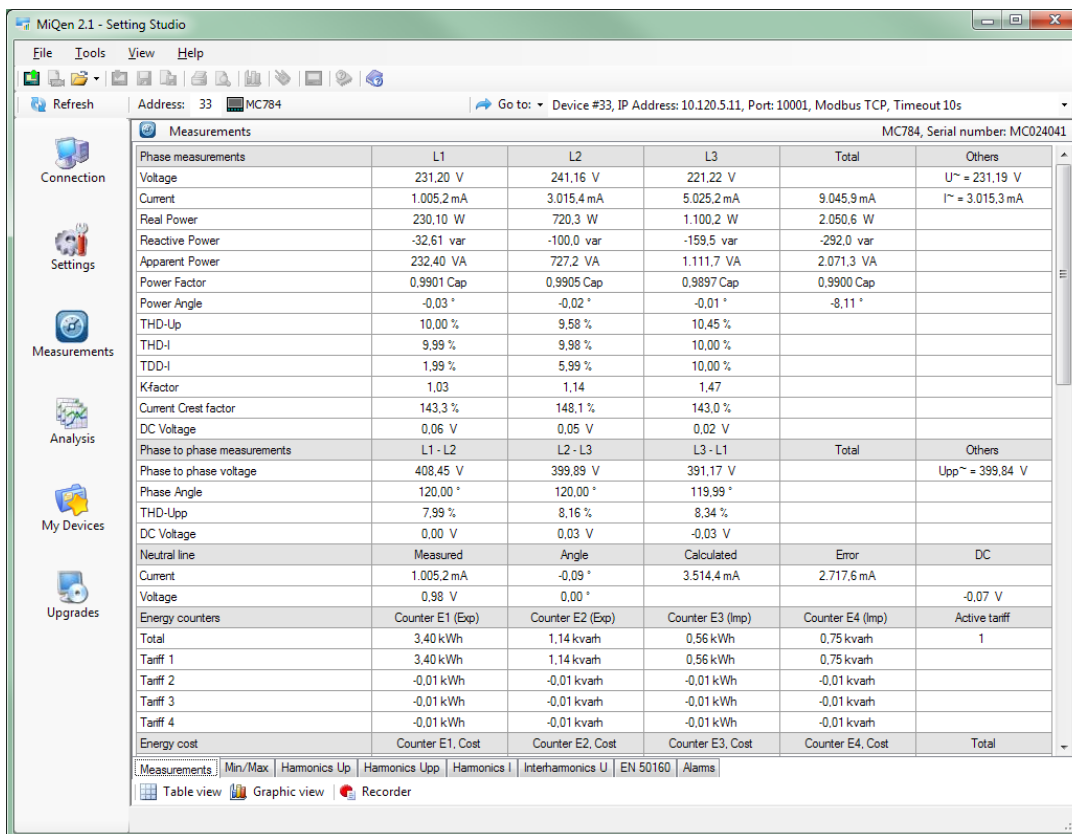 MiQen 2.1 - Setting Studio
File Tools View Help
Refresh Address: 33 MC784 Go to: Device #33, IP Address: 10.120.5.11, Port: 10001, Modbus TCP, Timeout 10s
Connection
Settings
Measurements
Analysis
My Devices
Upgrades
Measurements MC784, Serial number: MC024041
Phase measurements L1 L2 L3 Total Others
Voltage 231,20 V 241,16 V 221,22 V U~ = 231,19 V
Current 1.005,2 mA 3.015,4 mA 5.025,2 mA 9.045,9 mA I~ = 3.015,3 mA
Real Power 230,10 W 720,3 W 1.100,2 W 2.050,6 W
Reactive Power -32,61 var -100,0 var -159,5 var -292,0 var
Apparent Power 232,40 VA 727,2 VA 1.111,7 VA 2.071,3 VA
Power Factor 0,9901 Cap 0,9905 Cap 0,9897 Cap 0,9900 Cap
Power Angle -0,03 ° -0,02 ° -0,01 ° -8,11 °
THD-Up 10,00 % 9,58 % 10,45 %
THD-I 9,99 % 9,98 % 10,00 %
TDD-I 1,99 % 5,99 % 10,00 %
K-factor 1,03 1,14 1,47
Current Crest factor 143,3 % 148,1 % 143,0 %
DC Voltage 0,06 V 0,05 V 0,02 V
Phase to phase measurements L1 - L2 L2 - L3 L3 - L1 Total Others
Phase to phase voltage 408,45 V 399,89 V 391,17 V Upp~ = 399,84 V
Phase Angle 120,00 ° 120,00 ° 119,99 °
THD-Upp 7,99 % 8,16 % 8,34 %
DC Voltage 0,00 V 0,03 V -0,03 V
Neutral line Measured Angle Calculated Error DC
Current 1.005,2 mA -0,09 ° 3.514,4 mA 2.717,6 mA
Voltage 0,98 V 0,00 ° -0,07 V
Energy counters Counter E1 (Exp) Counter E2 (Exp) Counter E3 (Imp) Counter E4 (Imp) Active tariff
Total 3,40 kWh 1,14 kvarh 0,56 kWh 0,75 kvarh 1
Tariff 1 3,40 kWh 1,14 kvarh 0,56 kWh 0,75 kvarh
Tariff 2 -0,01 kWh -0,01 kvarh -0,01 kWh -0,01 kvarh
Tariff 3 -0,01 kWh -0,01 kvarh -0,01 kWh -0,01 kvarh
Tariff 4 -0,01 kWh -0,01 kvarh -0,01 kWh -0,01 kvarh
Energy cost Counter E1, Cost Counter E2, Cost Counter E3, Cost Counter E4, Cost Total
Measurements Min/Max Harmonics Up Harmonics Upp Harmonics I Interharmonics U EN 50160 Alarms
Table view Graphic view Recorder